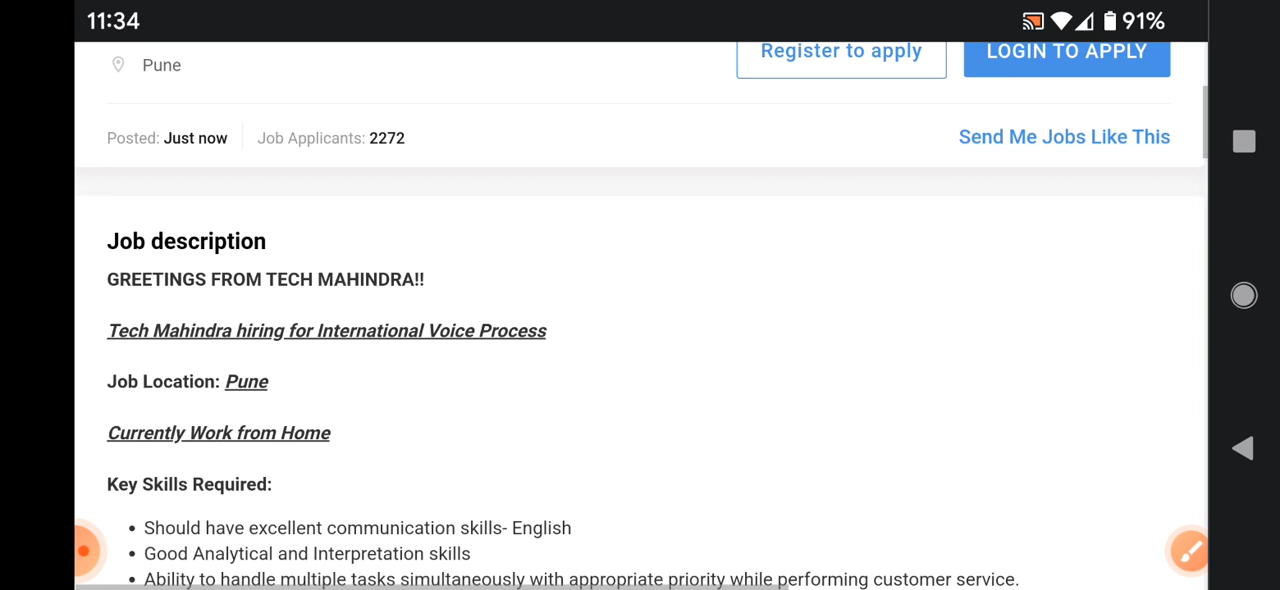 11:34
91%
Pune
Register to apply
LOGIN TO APPLY
Posted: Just now
Job Applicants: 2272
Send Me Jobs Like This
Job description
GREETINGS FROM TECH MAHINDRA!!
Tech Mahindra hiring for International Voice Process
Job Location: Pune
Currently Work from Home
Key Skills Required:
• Should have excellent communication skills- English
• Good Analytical and Interpretation skills
• Ability to handle multiple tasks simultaneously with appropriate priority while performing customer service.